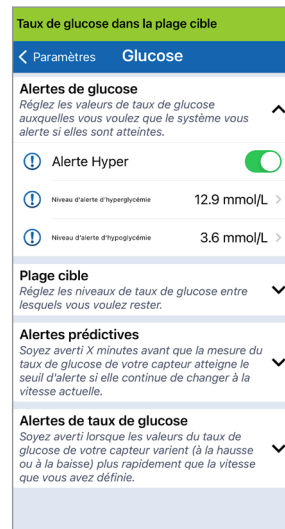 Taux de glucose dans la plage cible
Paramètres Glucose
Alertes de glucose
Réglez les valeurs de taux de glucose
auxquelles vous voulez que le système vous
alerte si elles sont atteintes.
Alerte Hyper
Niveau d'alerte d'hyperglycémie 12.9 mmol/L
Niveau d'alerte d'hypoglycémie 3.6 mmol/L
Plage cible
Réglez les niveaux de taux de glucose entre
lesquels vous voulez rester.
Alertes prédictives
Soyez averti X minutes avant que la mesure du
taux de glucose de votre capteur atteigne le
seuil d'alerte si elle continue de changer à la
vitesse actuelle.
Alertes de taux de glucose
Soyez averti lorsque les valeurs du taux de
glucose de votre capteur varient (à la hausse
ou à la baisse) plus rapidement que la vitesse
que vous avez définie.